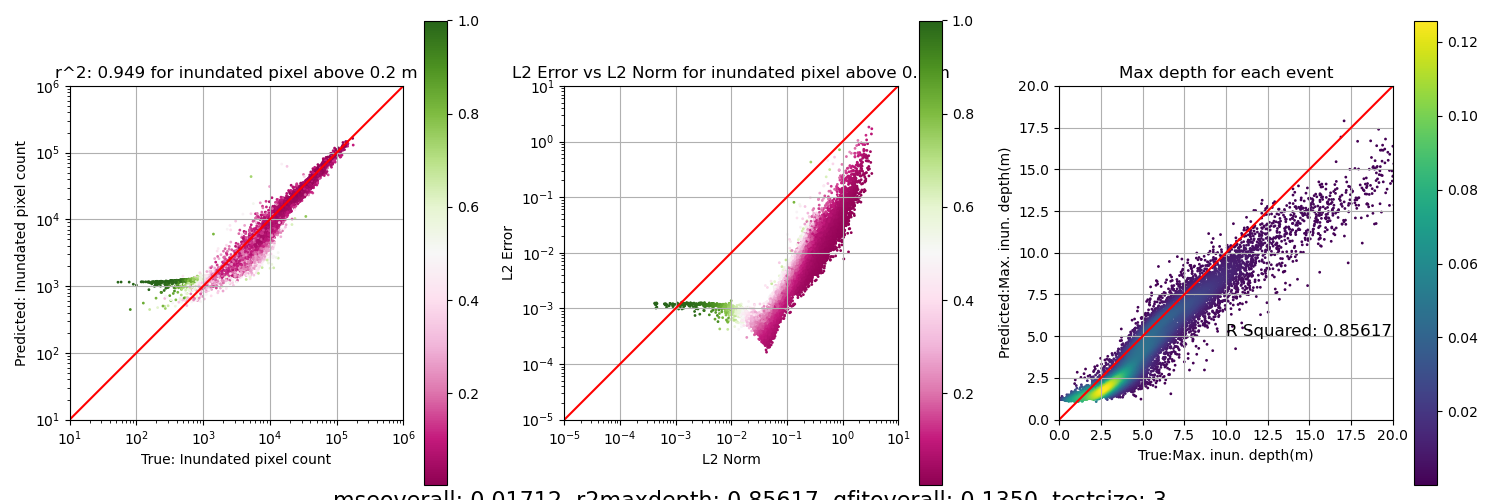 r^2: 0.949 for inundated pixel above 0.2 m
Predicted: Inundated pixel count
10^6
10^5
10^4
10^3
10^2
10^1
10^1 10^2 10^3 10^4 10^5 10^6
True: Inundated pixel count
1.0
0.8
0.6
0.4
0.2
L2 Error vs L2 Norm for inundated pixel above 0. m
L2 Error
10^1
10^0
10^-1
10^-2
10^-3
10^-4
10^-5
10^-5 10^-4 10^-3 10^-2 10^-1 10^0 10^1
L2 Norm
1.0
0.8
0.6
0.4
0.2
Max depth for each event
Predicted:Max. inun. depth(m)
20.0
17.5
15.0
12.5
10.0
7.5
5.0
2.5
0.0
R Squared: 0.85617
0.0 2.5 5.0 7.5 10.0 12.5 15.0 17.5 20.0
True:Max. inun. depth(m)
0.12
0.10
0.08
0.06
0.04
0.02
mseoverall: 0.01712, r2maxdepth: 0.85617, gfitoverall: 0.1350, testsize: 3